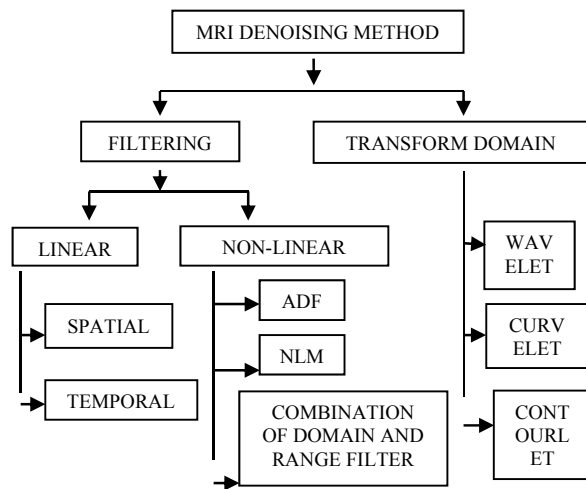 MRI DENOISING METHOD
FILTERING
TRANSFORM DOMAIN
LINEAR
NON-LINEAR
WAV
ELET
ADF
SPATIAL
CURV
ELET
NLM
TEMPORAL
COMBINATION
OF DOMAIN AND
RANGE FILTER
CONT
OURL
ET